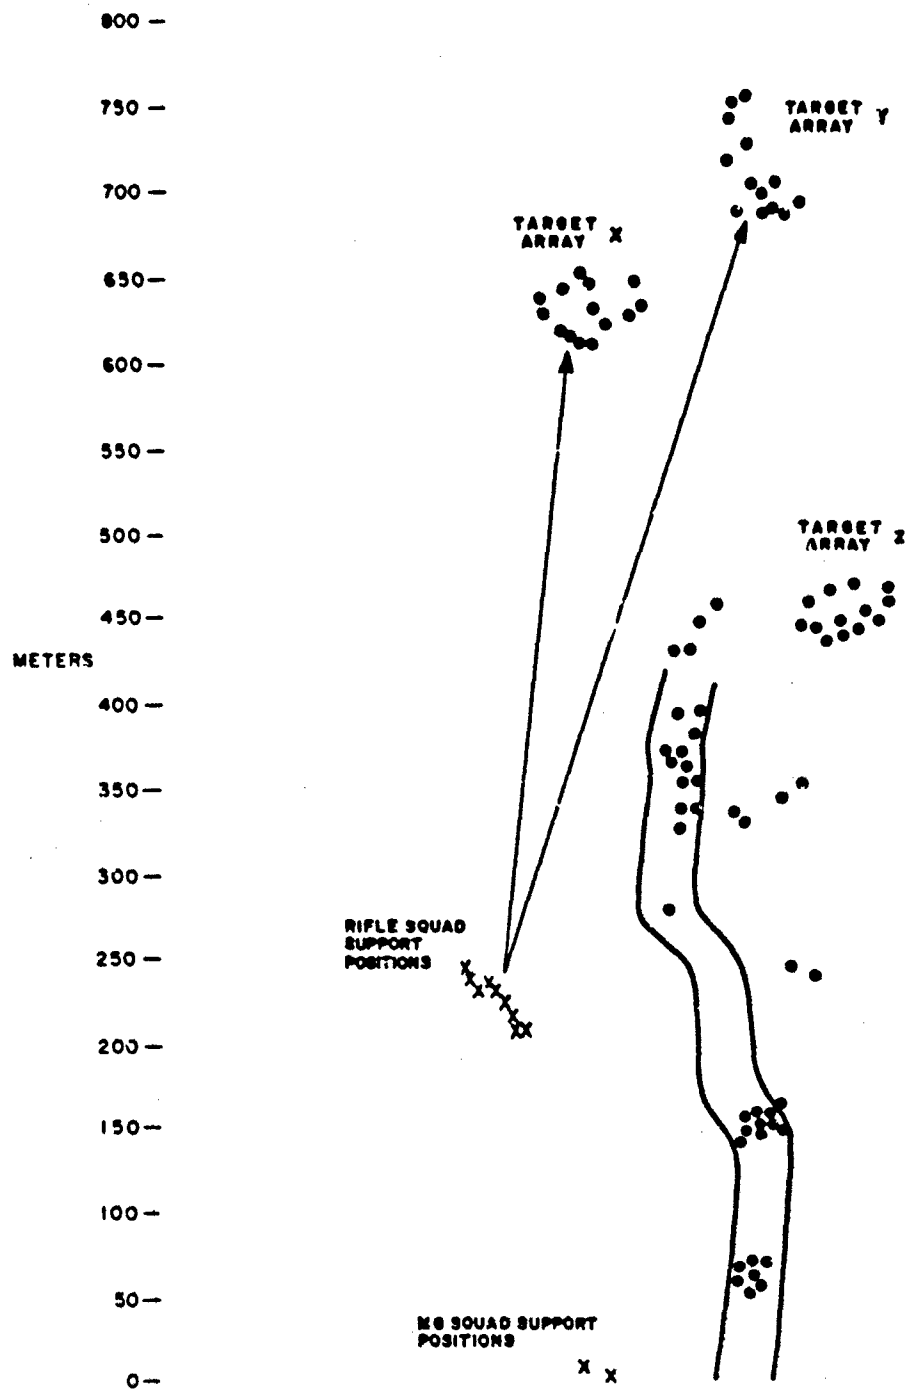 800 —
750 —
TARGET
ARRAY Y
700 —
TARGET
ARRAY X
650 —
600 —
550 —
500 —
TARGET
ARRAY Z
450 —
METERS
400 —
350 —
300 —
RIFLE SQUAD
SUPPORT
POSITIONS
250 —
200 —
150 —
100 —
50 —
MG SQUAD SUPPORT
POSITIONS
0 —